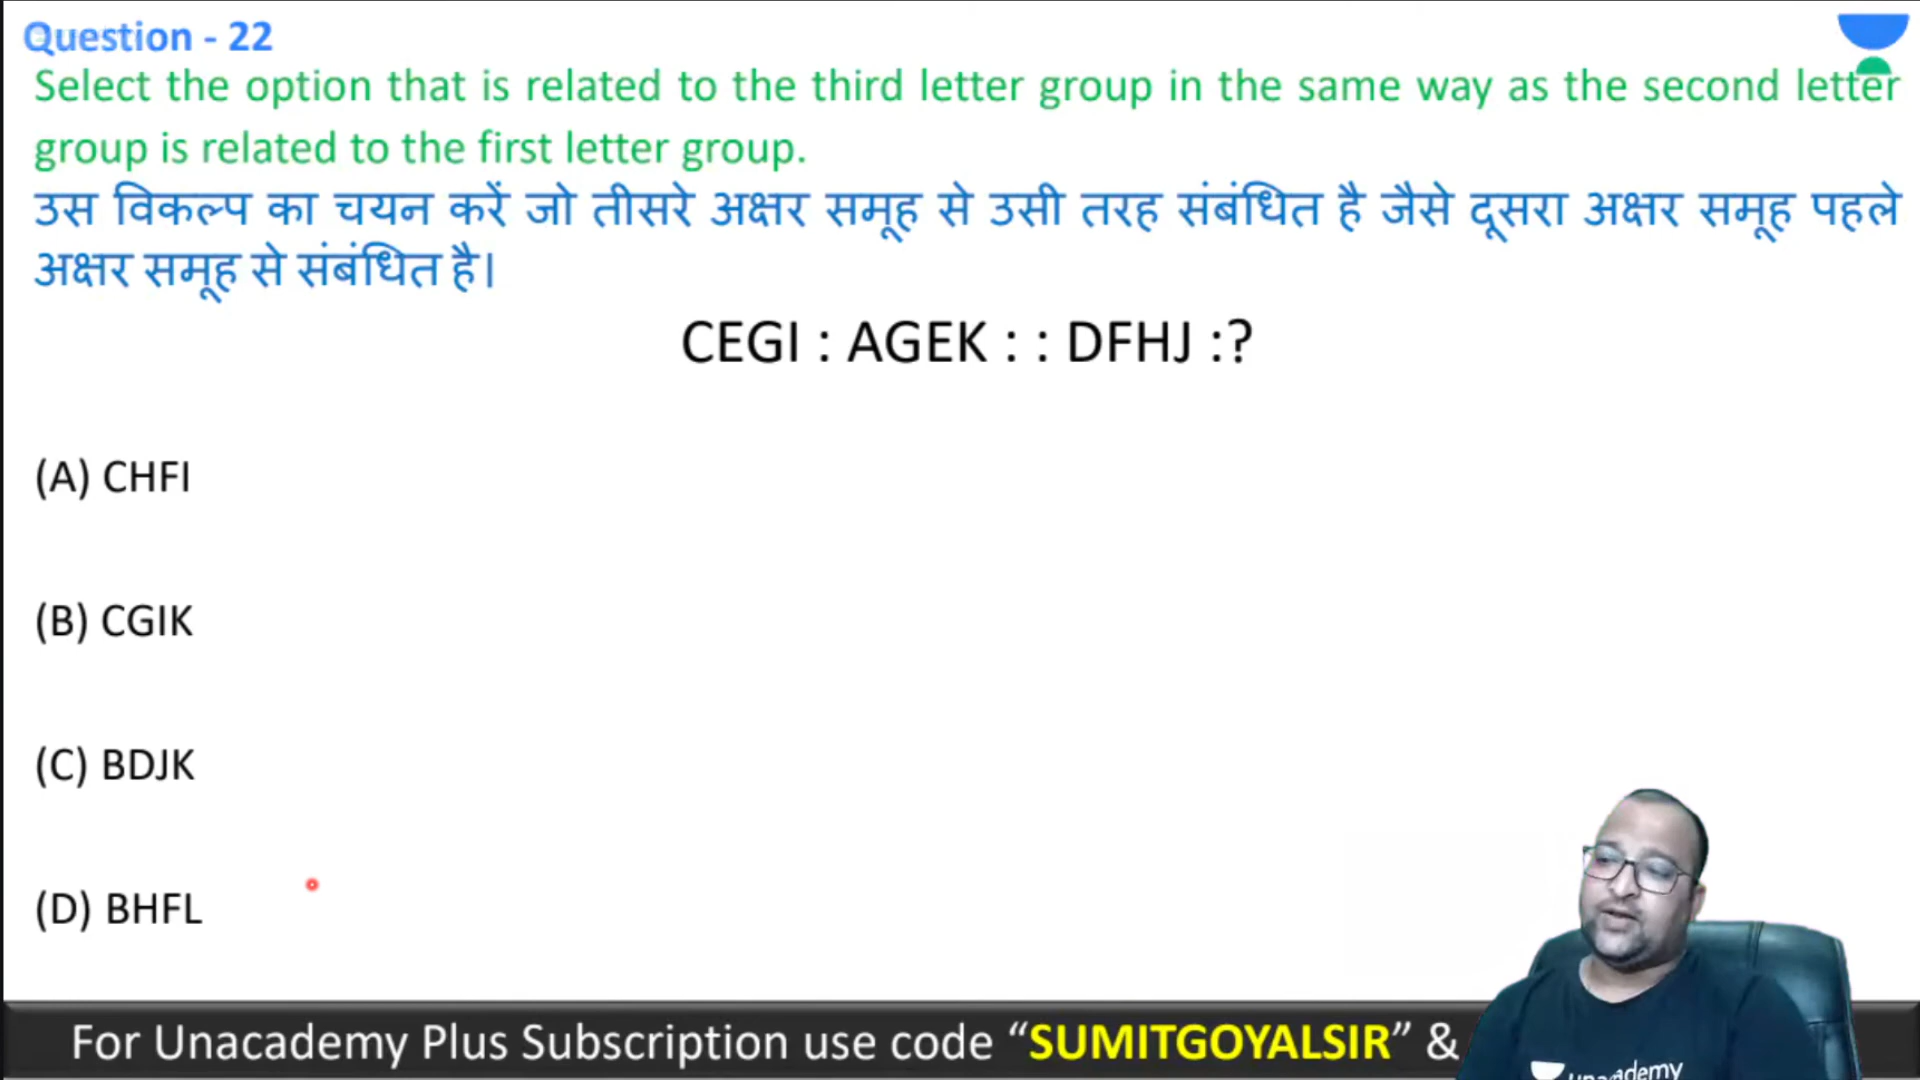 Question - 22
Select the option that is related to the third letter group in the same way as the second letter
group is related to the first letter group.
उस विकल्प का चयन करें जो तीसरे अक्षर समूह से उसी तरह संबंधित है जैसे दूसरा अक्षर समूह पहले
अक्षर समूह से संबंधित है।
CEGI : AGEK : : DFHJ :?
(A) CHFI
(B) CGIK
(C) BDJK
(D) BHFL
For Unacademy Plus Subscription use code “SUMITGOYALSIR” &
unacademy